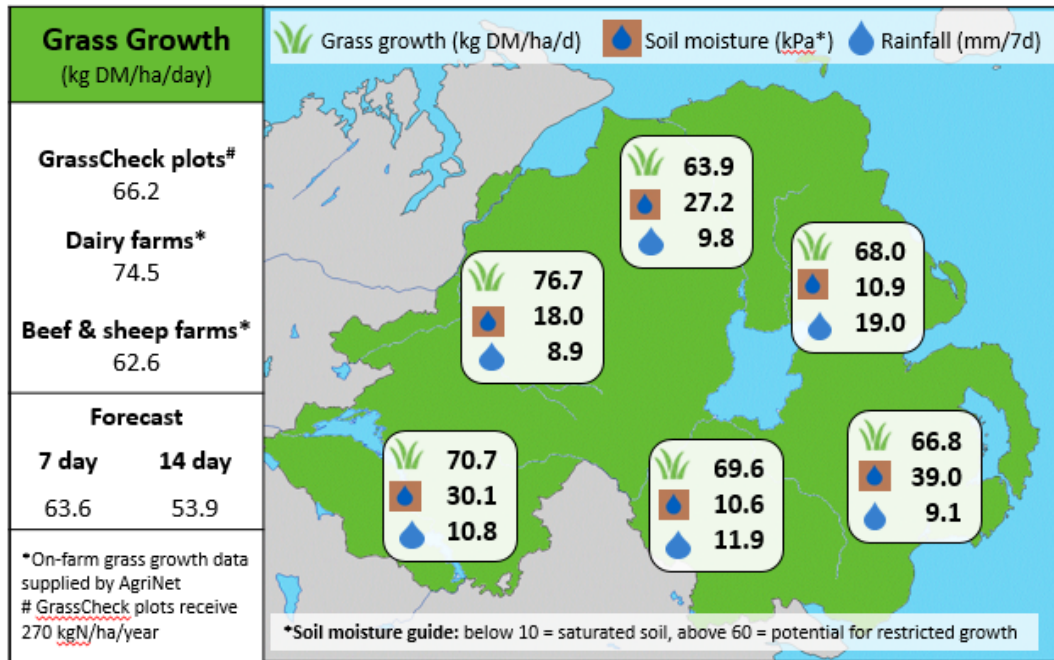 Grass Growth
(kg DM/ha/day)
GrassCheck plots#
66.2
Dairy farms*
74.5
Beef & sheep farms*
62.6
Forecast
7 day 14 day
63.6 53.9
*On-farm grass growth data
supplied by AgriNet
# GrassCheck plots receive
270 kgN/ha/year
Grass growth (kg DM/ha/d) Soil moisture (kPa*) Rainfall (mm/7d)
63.9
27.2
9.8
68.0
10.9
19.0
76.7
18.0
8.9
70.7
30.1
10.8
69.6
10.6
11.9
66.8
39.0
9.1
*Soil moisture guide: below 10 = saturated soil, above 60 = potential for restricted growth